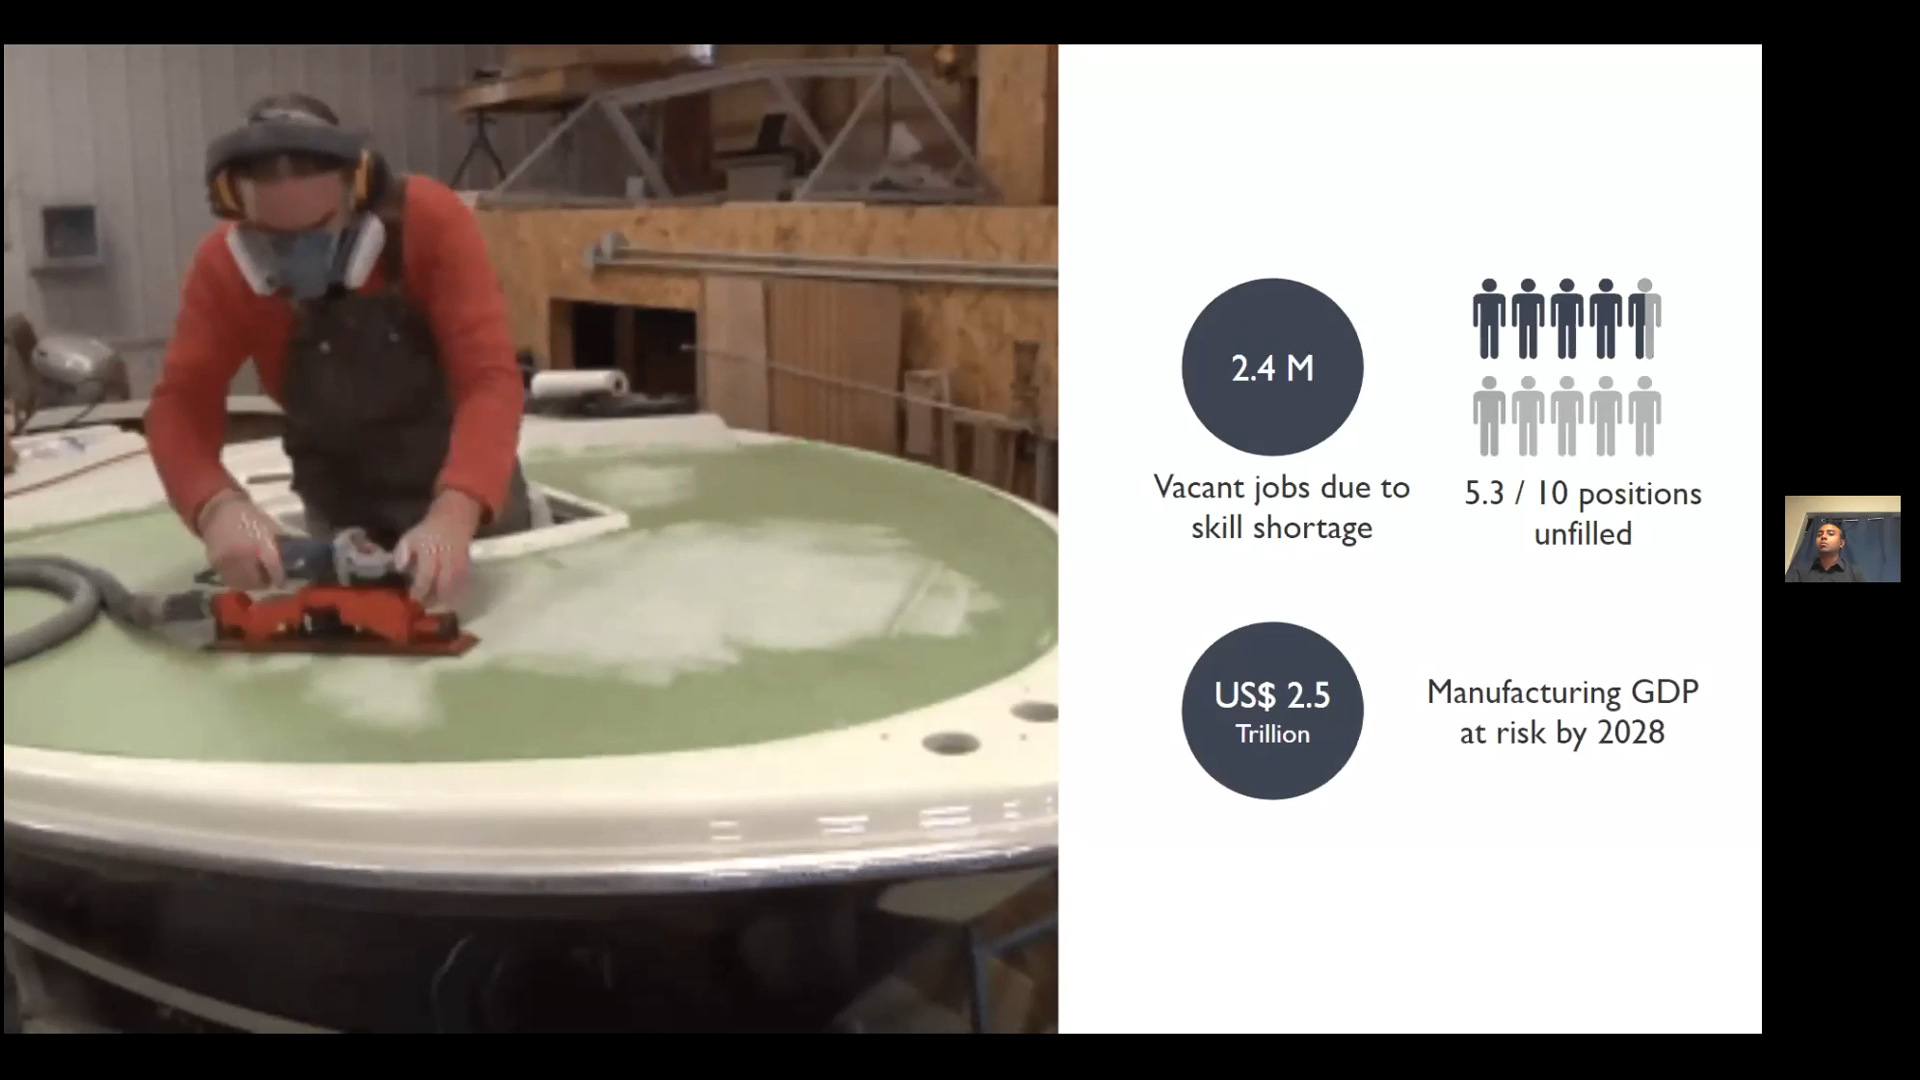 2.4 M
Vacant jobs due to
skill shortage
5.3 / 10 positions
unfilled
US$ 2.5
Trillion
Manufacturing GDP
at risk by 2028